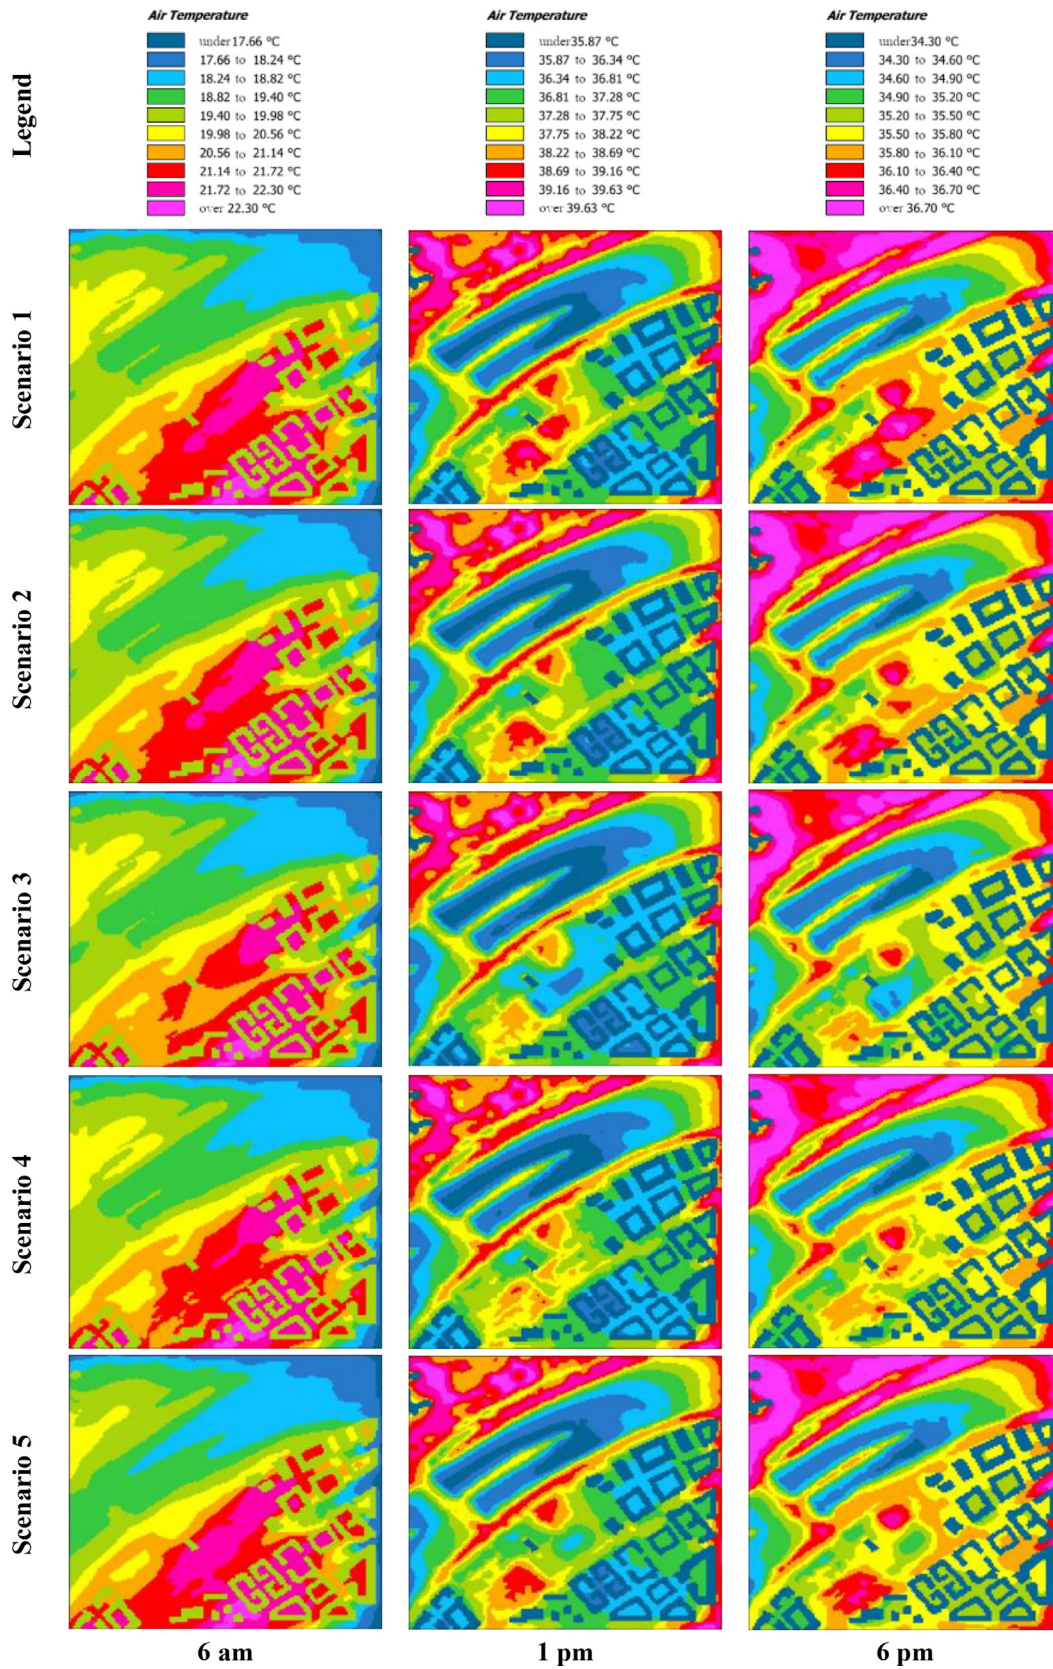 Air Temperature
under 17.66 °C
17.66 to 18.24 °C
18.24 to 18.82 °C
18.82 to 19.40 °C
19.40 to 19.98 °C
19.98 to 20.56 °C
20.56 to 21.14 °C
21.14 to 21.72 °C
21.72 to 22.30 °C
over 22.30 °C
Air Temperature
under 35.87 °C
35.87 to 36.34 °C
36.34 to 36.81 °C
36.81 to 37.28 °C
37.28 to 37.75 °C
37.75 to 38.22 °C
38.22 to 38.69 °C
38.69 to 39.16 °C
39.16 to 39.63 °C
over 39.63 °C
Air Temperature
under 34.30 °C
34.30 to 34.60 °C
34.60 to 34.90 °C
34.90 to 35.20 °C
35.20 to 35.50 °C
35.50 to 35.80 °C
35.80 to 36.10 °C
36.10 to 36.40 °C
36.40 to 36.70 °C
over 36.70 °C
Legend
Scenario 1
Scenario 2
Scenario 3
Scenario 4
Scenario 5
6 am
1 pm
6 pm